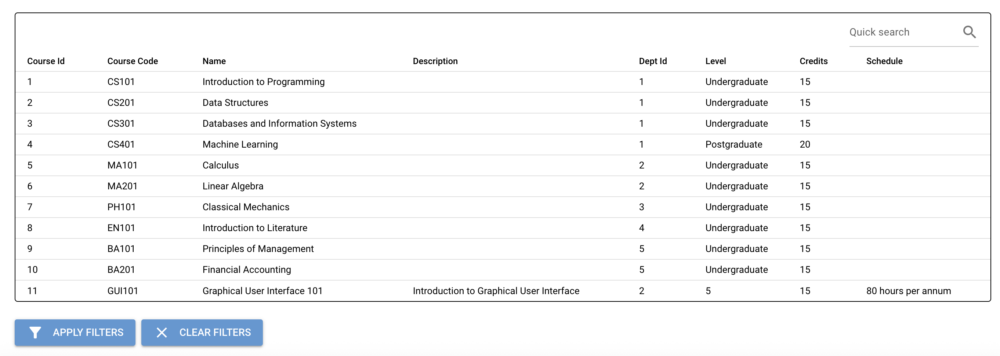 Quick search
Course Id Course Code Name Description Dept Id Level Credits Schedule
1 CS101 Introduction to Programming 1 Undergraduate 15
2 CS201 Data Structures 1 Undergraduate 15
3 CS301 Databases and Information Systems 1 Undergraduate 15
4 CS401 Machine Learning 1 Postgraduate 20
5 MA101 Calculus 2 Undergraduate 15
6 MA201 Linear Algebra 2 Undergraduate 15
7 PH101 Classical Mechanics 3 Undergraduate 15
8 EN101 Introduction to Literature 4 Undergraduate 15
9 BA101 Principles of Management 5 Undergraduate 15
10 BA201 Financial Accounting 5 Undergraduate 15
11 GUI101 Graphical User Interface 101 Introduction to Graphical User Interface 2 5 15 80 hours per annum
APPLY FILTERS CLEAR FILTERS